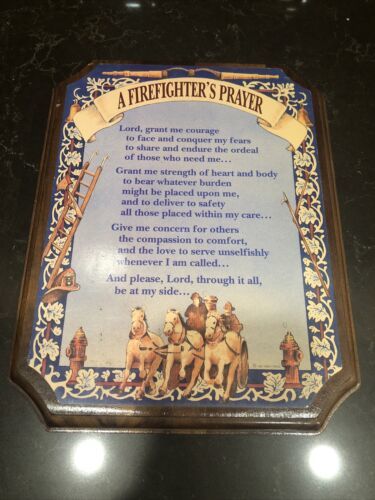 A FIREFIGHTER'S PRAYER
Lord, grant me courage
to face and conquer my fears
to share and endure the ordeal
of those who need me...
Grant me strength of heart and body
to bear whatever burden
might be placed upon me,
and to deliver to safety
all those placed within my care...
Give me concern for others
the compassion to comfort,
and the love to serve unselfishly
whenever I am called...
And please, Lord, through it all,
be at my side...